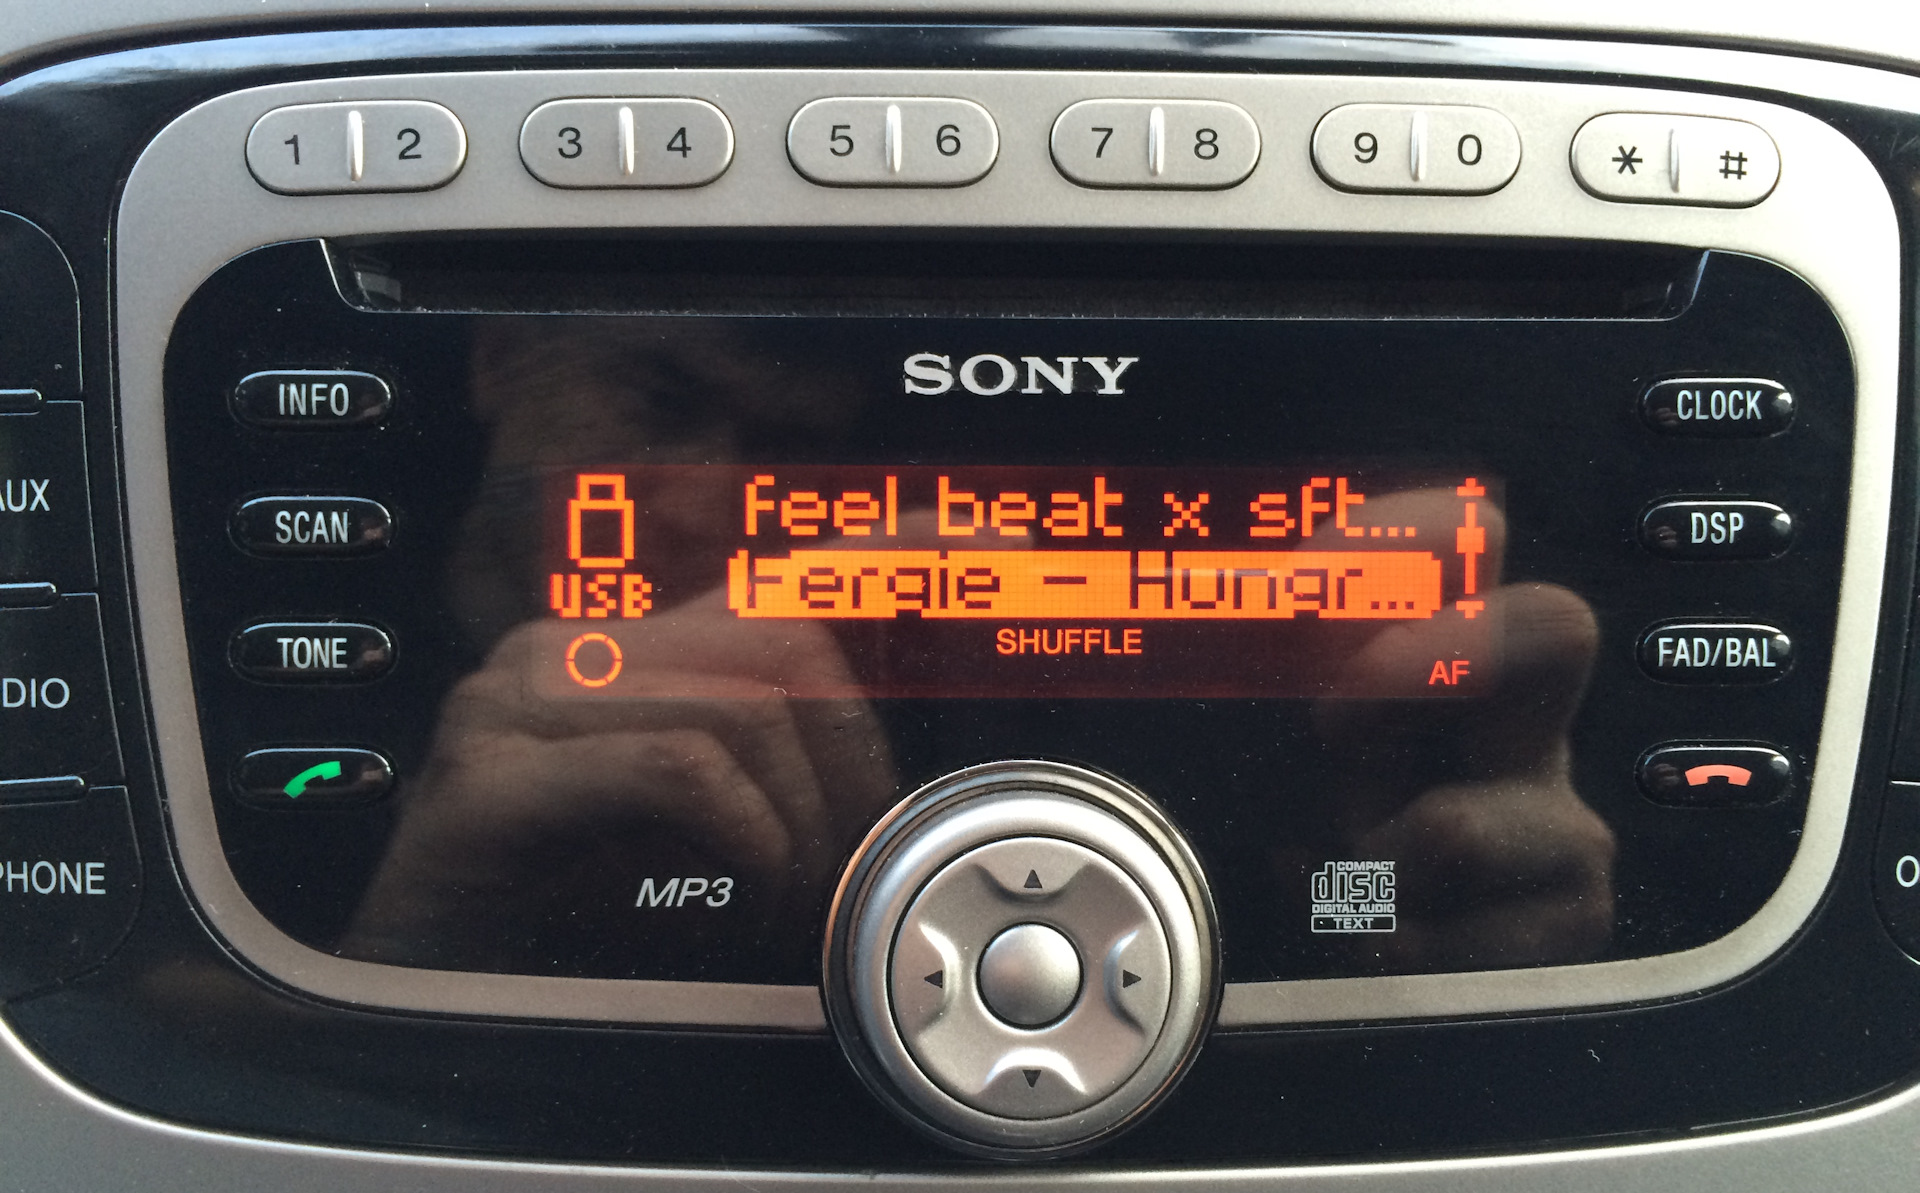 1 2 3 4 5 6 7 8 9 0 * #
SONY
INFO
CLOCK
AUX
SCAN
DSP
feel beat x sft...
Fergie - Hungr...
USB
SHUFFLE
TONE
FAD/BAL
AF
DIO
PHONE
MP3
COMPACT
disc
DIGITAL AUDIO
TEXT
O